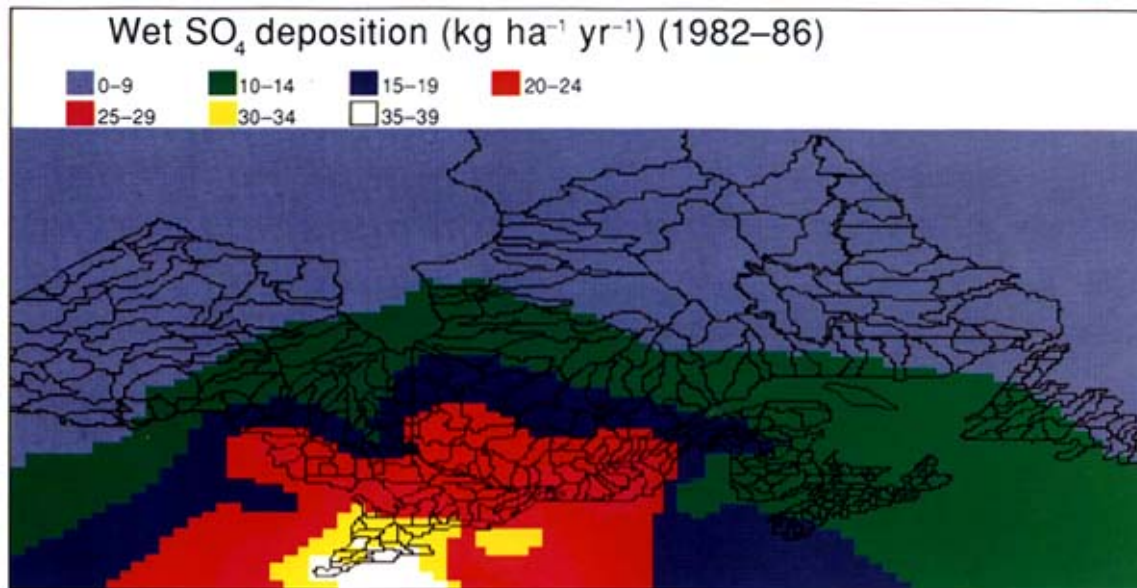 Wet SO₄ deposition (kg ha⁻¹ yr⁻¹) (1982–86)
0–9 10–14 15–19 20–24
25–29 30–34 35–39